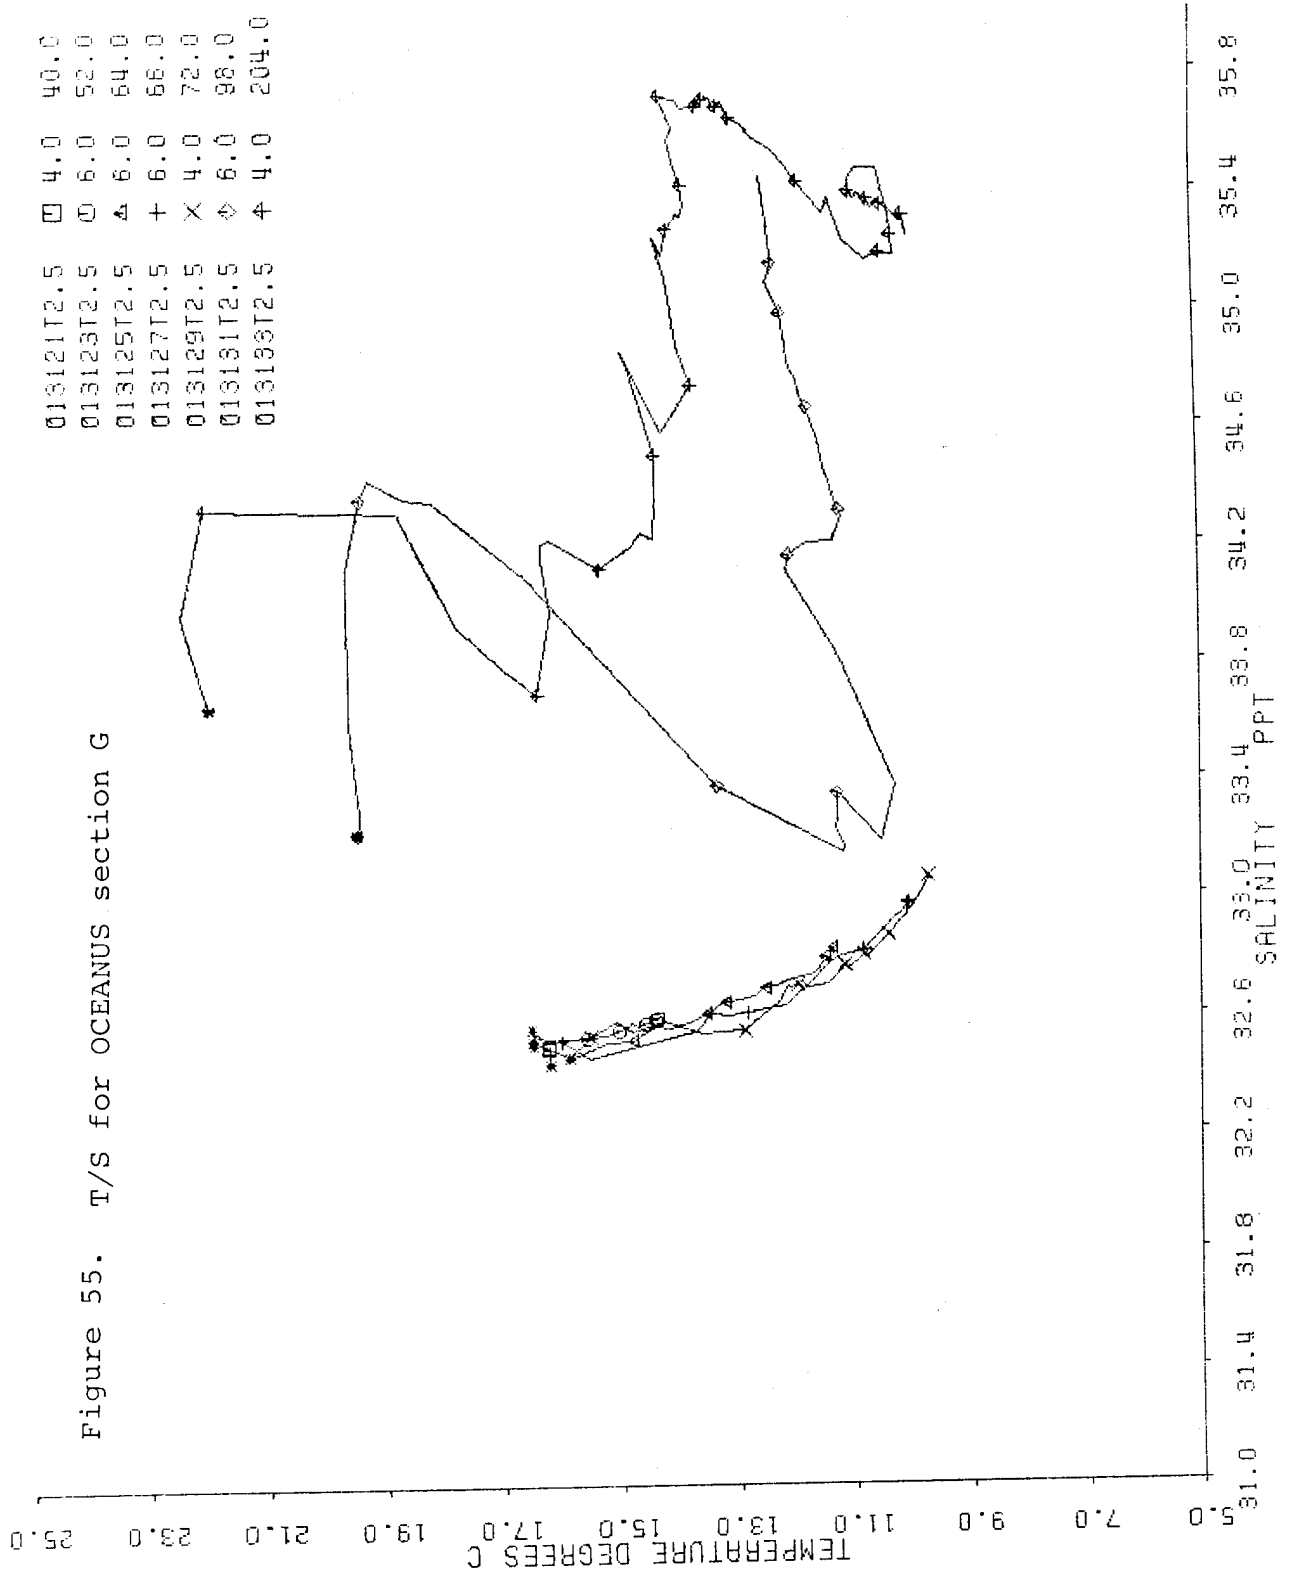 Figure 55. T/S for OCEANUS section G
013121T2.5 4.0 40.0
013123T2.5 6.0 52.0
013125T2.5 6.0 64.0
013127T2.5 6.0 66.0
013129T2.5 4.0 72.0
013131T2.5 6.0 98.0
013133T2.5 4.0 204.0
TEMPERATURE DEGREES C
25.0
23.0
21.0
19.0
17.0
15.0
13.0
11.0
9.0
7.0
5.0
31.0 31.4 31.8 32.2 32.6 33.0 33.4 33.8 34.2 34.6 35.0 35.4 35.8
SALINITY PPT